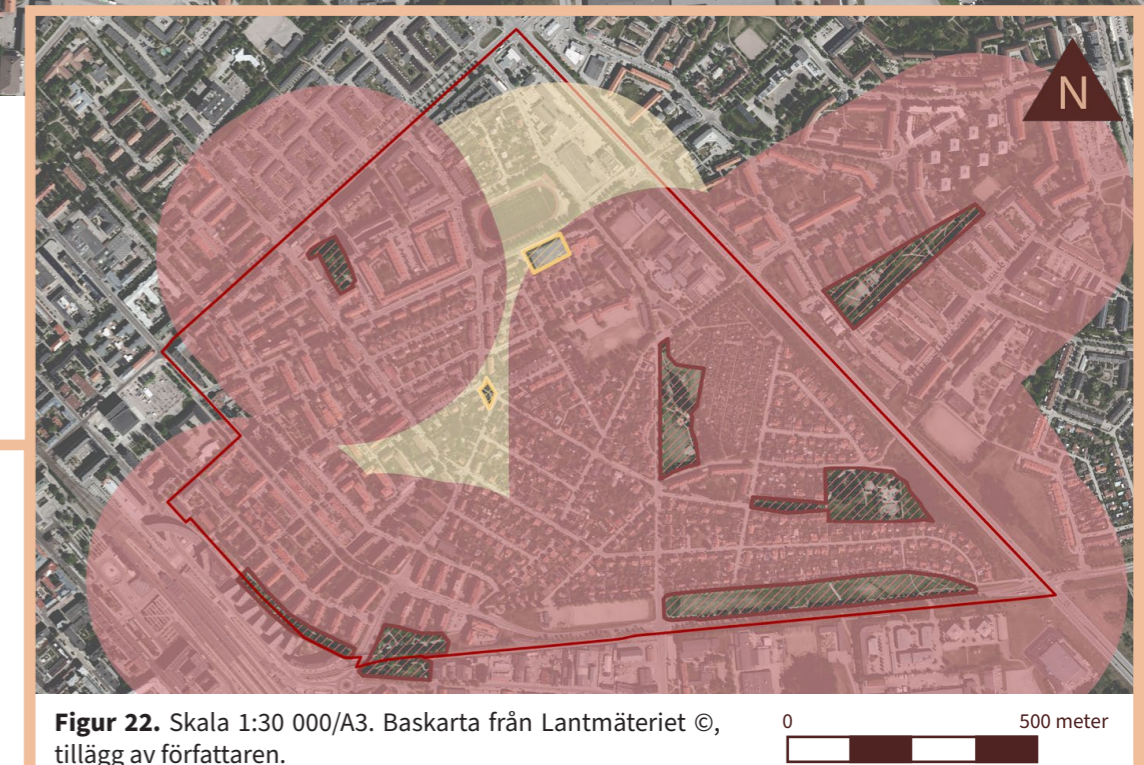 N
Figur 22. Skala 1:30 000/A3. Baskarta från Lantmäteriet ©,
tillägg av författaren.
0 500 meter